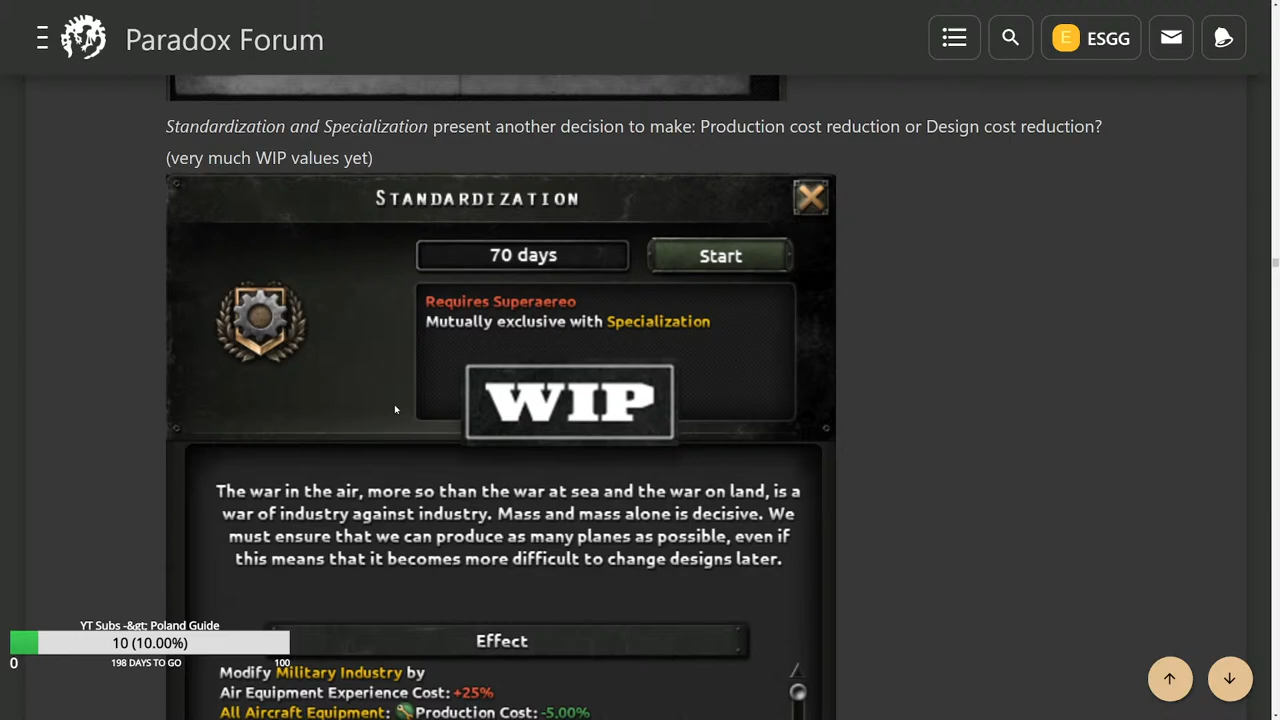 Paradox Forum
E ESGG
Standardization and Specialization present another decision to make: Production cost reduction or Design cost reduction?
(very much WIP values yet)
STANDARDIZATION
70 days
Start
Requires Superaereo
Mutually exclusive with Specialization
WIP
The war in the air, more so than the war at sea and the war on land, is a
war of industry against industry. Mass and mass alone is decisive. We
must ensure that we can produce as many planes as possible, even if
this means that it becomes more difficult to change designs later.
YT Subs -&gt; Poland Guide
10 (10.00%)
0
198 DAYS TO GO
100
Effect
Modify Military Industry by
Air Equipment Experience Cost: +25%
All Aircraft Equipment: Production Cost: -5.00%